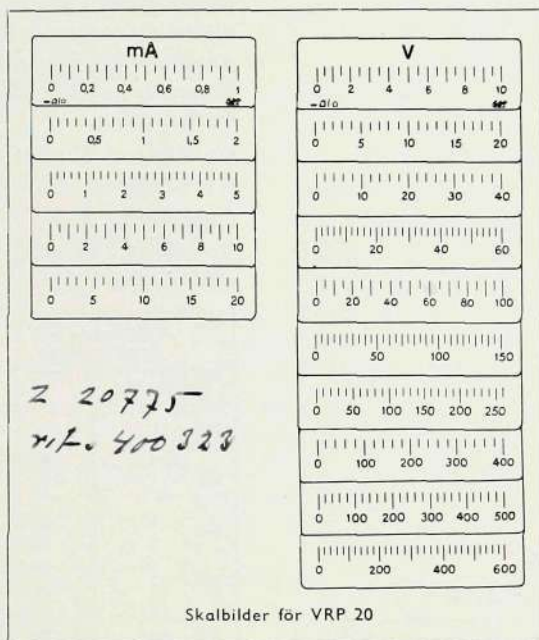 mA
0 0,2 0,4 0,6 0,8 1
0 0,5 1 1,5 2
0 1 2 3 4 5
0 2 4 6 8 10
0 5 10 15 20
V
0 2 4 6 8 10
0 5 10 15 20
0 10 20 30 40
0 20 40 60
0 20 40 60 80 100
0 50 100 150
0 50 100 150 200 250
0 100 200 300 400
0 100 200 300 400 500
0 200 400 600
Z 20775
rit. 400323
Skalbilder för VRP 20